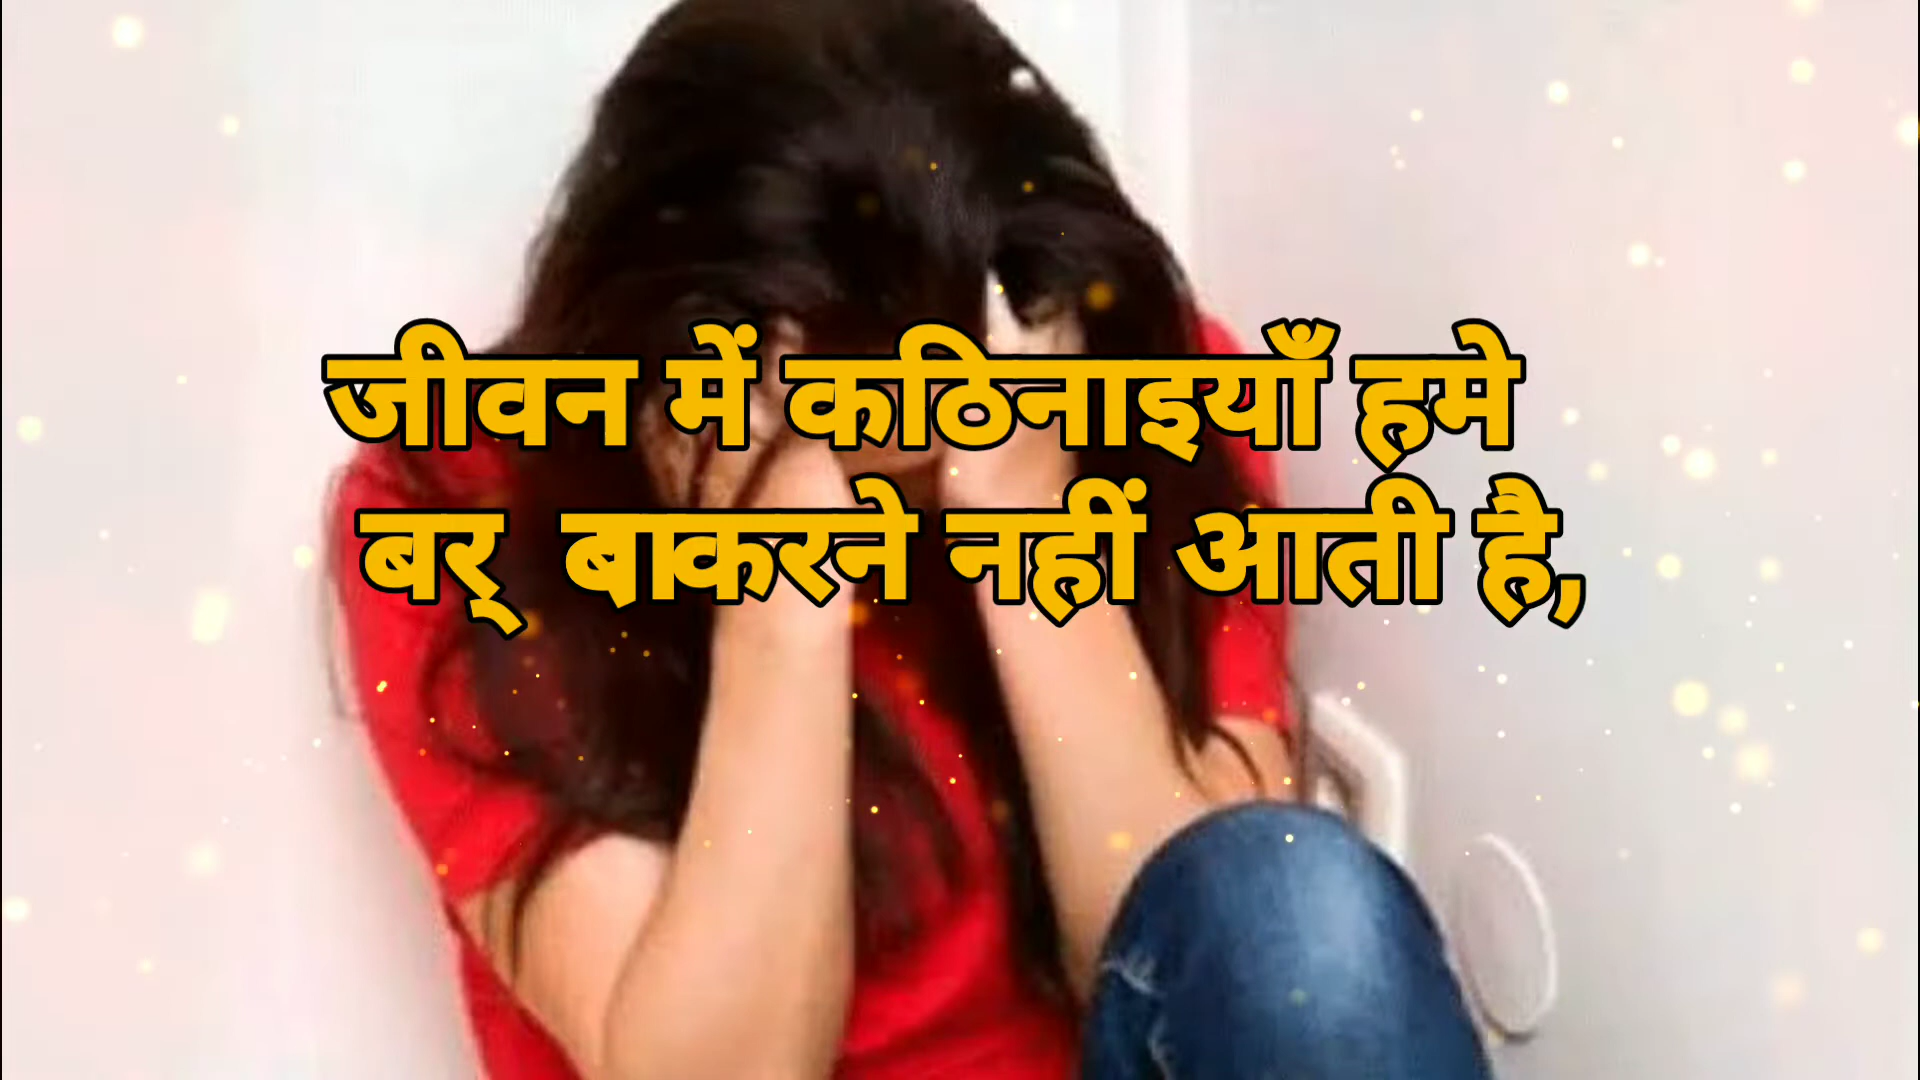 जीवन में कठिनाइयाँ हमे
बर् बाकरने नहीं आती है,